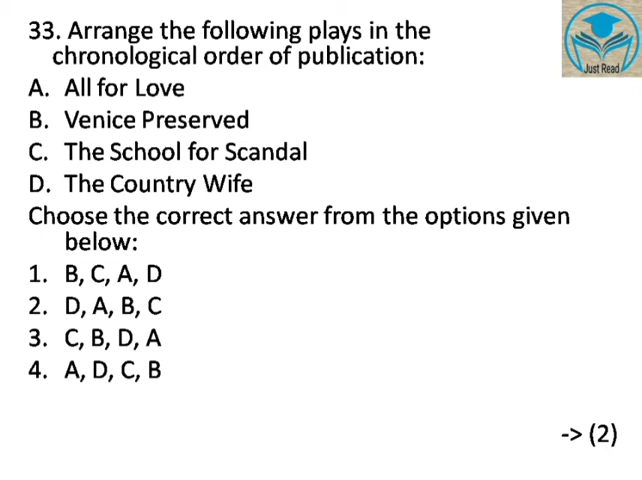 33. Arrange the following plays in the
chronological order of publication:
A. All for Love
B. Venice Preserved
C. The School for Scandal
D. The Country Wife
Choose the correct answer from the options given
below:
1. B, C, A, D
2. D, A, B, C
3. C, B, D, A
4. A, D, C, B
-> (2)
Just Read